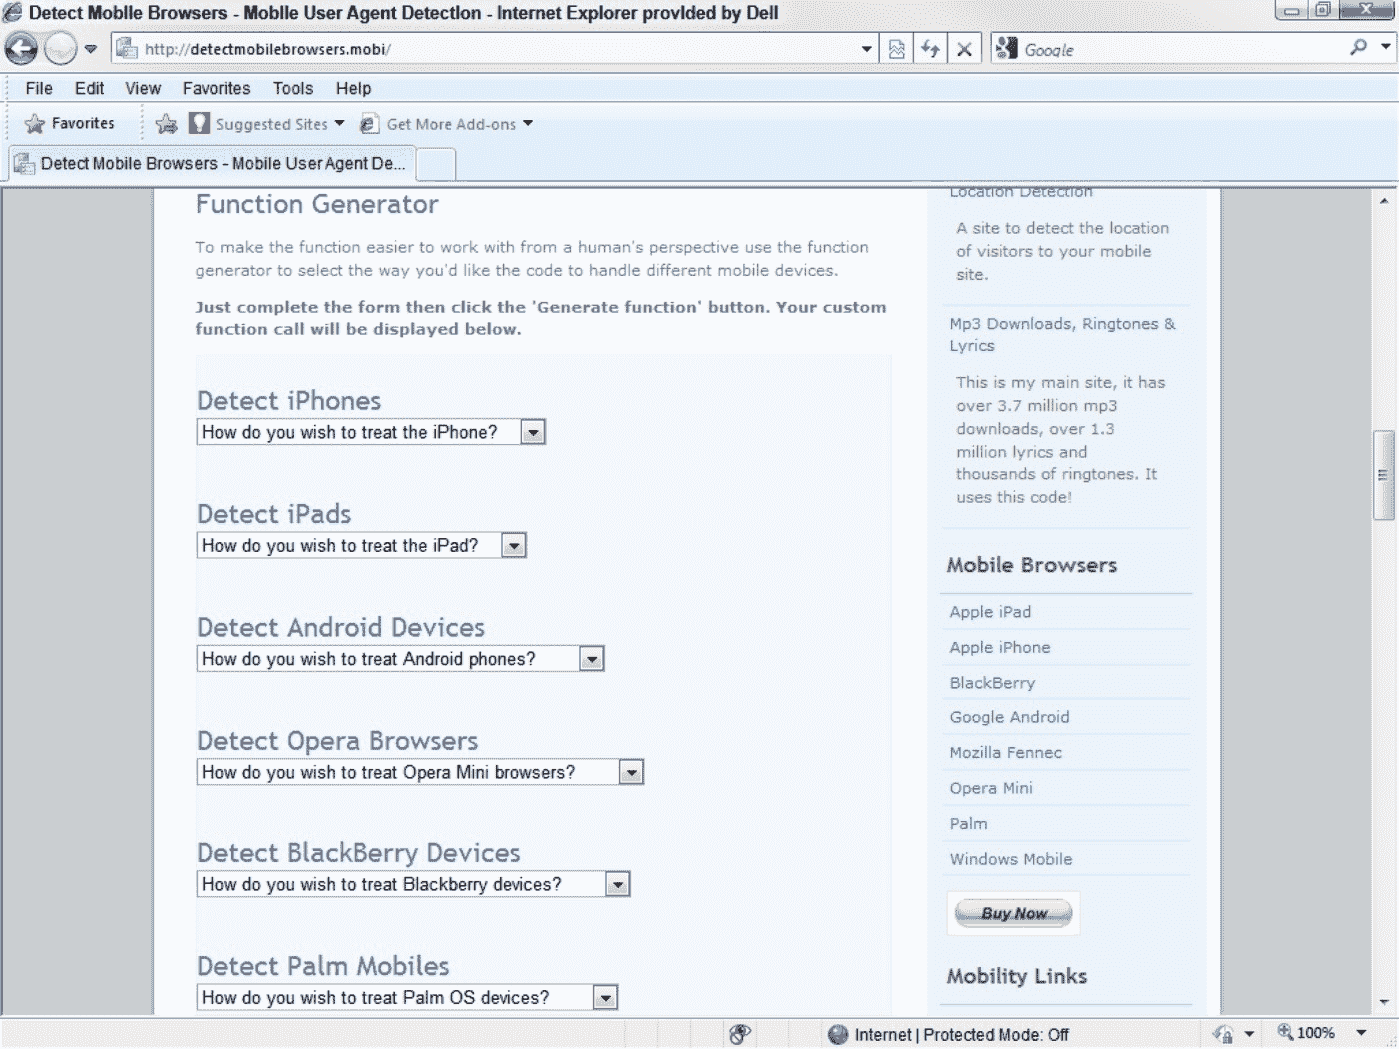 Detect Mobile Browsers - Mobile User Agent Detection - Internet Explorer provided by Dell
http://detectmobilebrowsers.mobi/
Google
File Edit View Favorites Tools Help
Favorites Suggested Sites Get More Add-ons
Detect Mobile Browsers - Mobile User Agent De...
Function Generator
To make the function easier to work with from a human's perspective use the function
generator to select the way you'd like the code to handle different mobile devices.
Just complete the form then click the 'Generate function' button. Your custom
function call will be displayed below.
Detect iPhones
How do you wish to treat the iPhone?
Detect iPads
How do you wish to treat the iPad?
Detect Android Devices
How do you wish to treat Android phones?
Detect Opera Browsers
How do you wish to treat Opera Mini browsers?
Detect BlackBerry Devices
How do you wish to treat Blackberry devices?
Detect Palm Mobiles
How do you wish to treat Palm OS devices?
Location Detection
A site to detect the location
of visitors to your mobile
site.
Mp3 Downloads, Ringtones &
Lyrics
This is my main site, it has
over 3.7 million mp3
downloads, over 1.3
million lyrics and
thousands of ringtones. It
uses this code!
Mobile Browsers
Apple iPad
Apple iPhone
BlackBerry
Google Android
Mozilla Fennec
Opera Mini
Palm
Windows Mobile
Buy Now
Mobility Links
Internet | Protected Mode: Off
100%